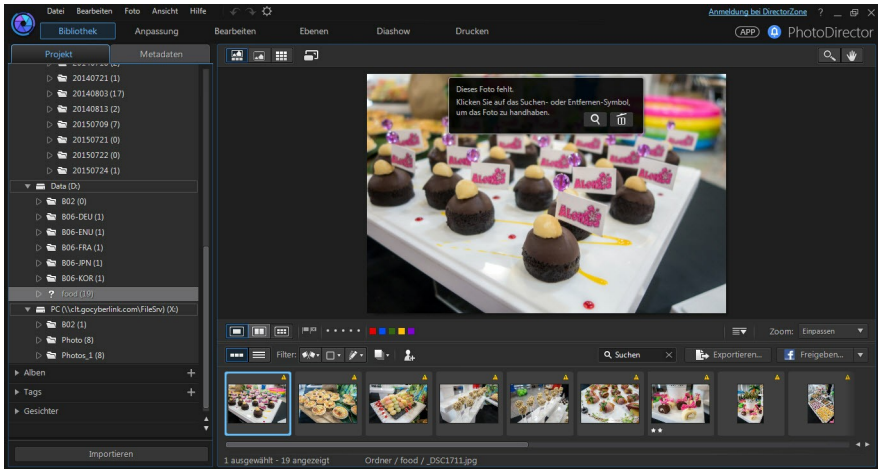 Datei Bearbeiten Foto Ansicht Hilfe
Anmeldung bei DirectorZone ?
Bibliothek Anpassung Bearbeiten Ebenen Diashow Drucken
APP PhotoDirector
Projekt Metadaten
20140721 (1)
20140803 (17)
20140813 (2)
20150709 (7)
20150721 (0)
20150722 (0)
20150724 (1)
Data (D:)
B02 (0)
B06-DEU (1)
B06-ENU (1)
B06-FRA (1)
B06-JPN (1)
B06-KOR (1)
? food (19)
PC (\\clt.gocyberlink.com\FileSrv) (X:)
B02 (1)
Photo (8)
Photos_1 (8)
Alben +
Tags +
Gesichter
Importieren
Dieses Foto fehlt.
Klicken Sie auf das Suchen- oder Entfernen-Symbol,
um das Foto zu handhaben.
Zoom: Einpassen
Filter:
Suchen
Exportieren...
Freigeben...
1 ausgewählt - 19 angezeigt Ordner / food / _DSC1711.jpg